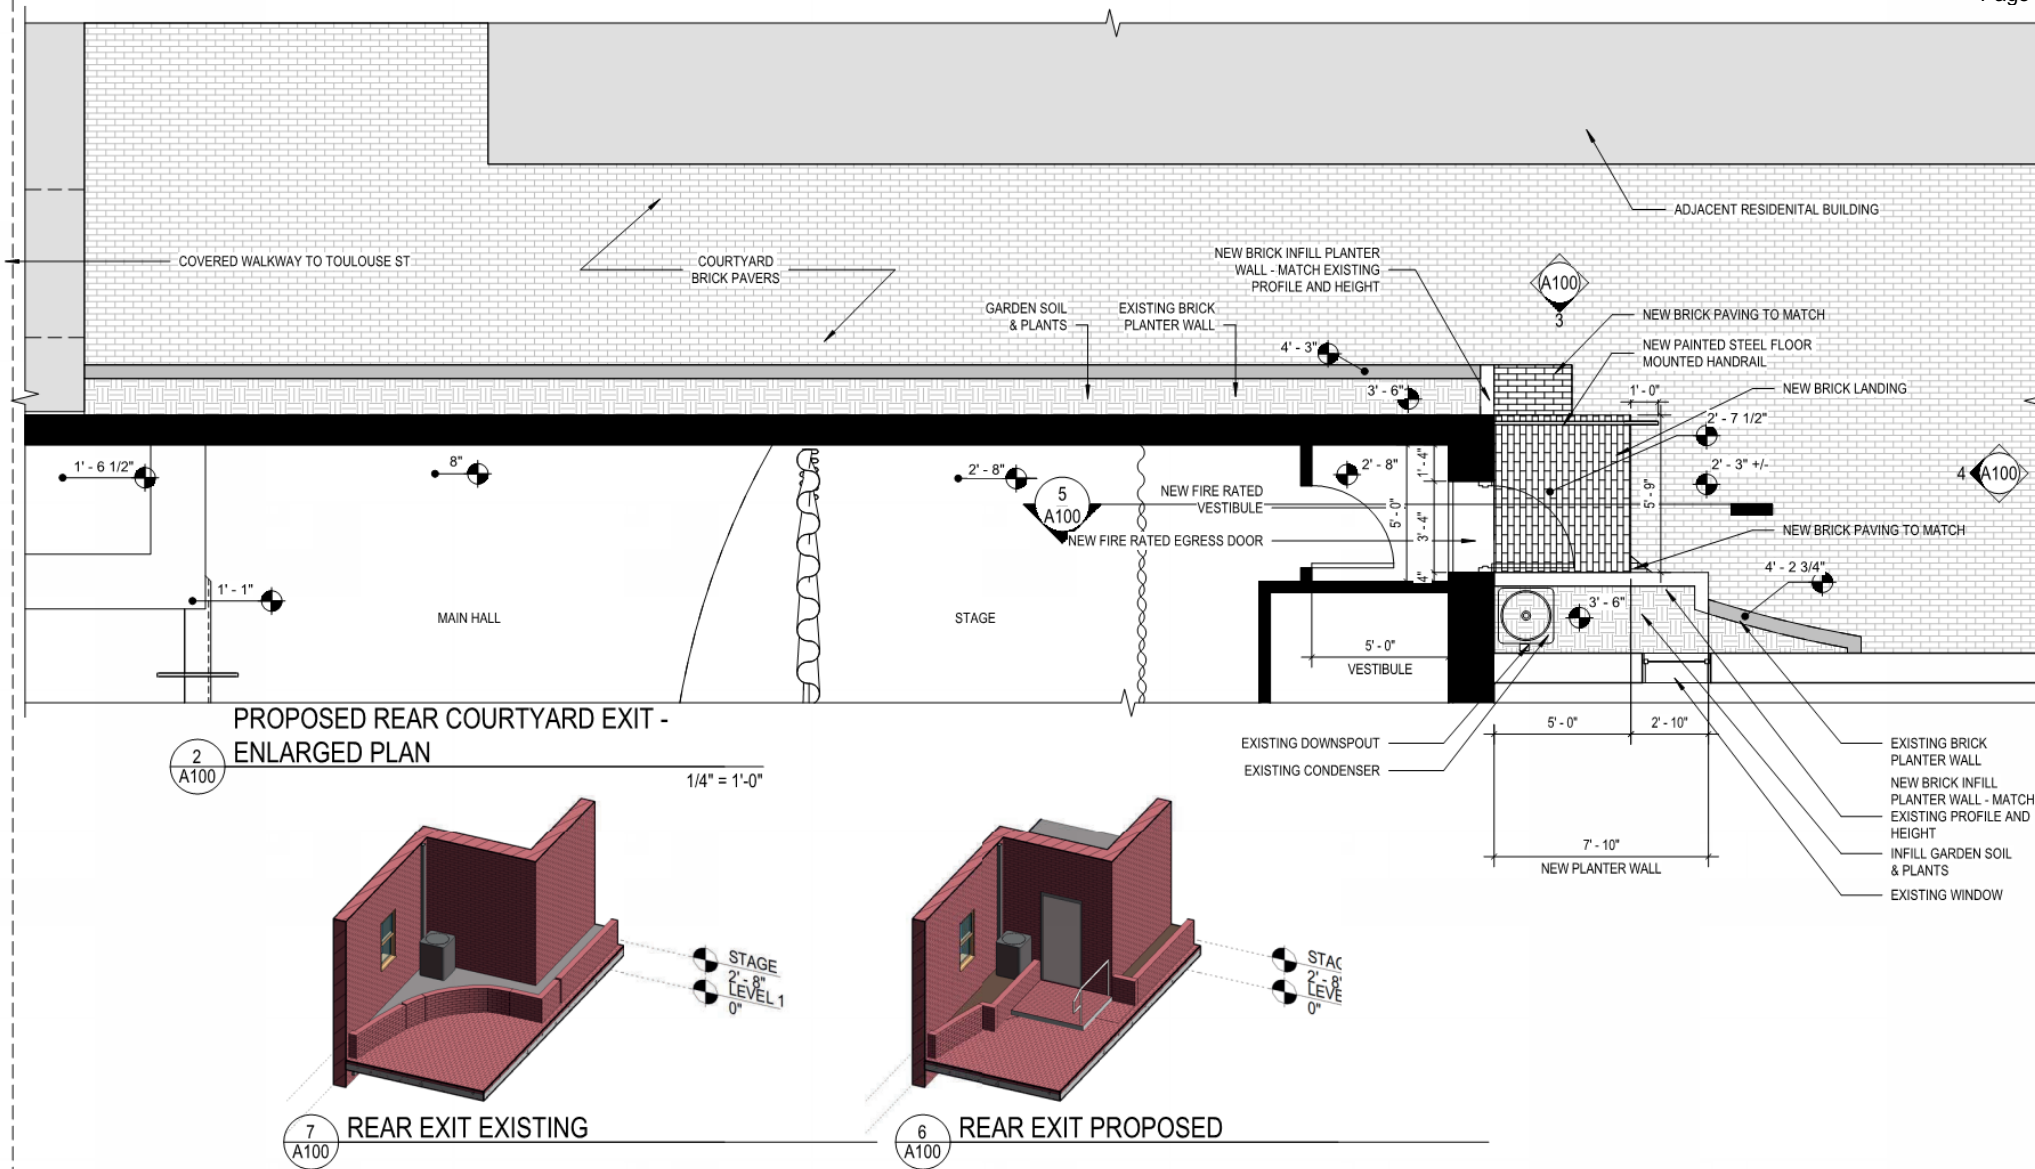 Page
ADJACENT RESIDENITAL BUILDING
COVERED WALKWAY TO TOULOUSE ST
COURTYARD
BRICK PAVERS
NEW BRICK INFILL PLANTER
WALL - MATCH EXISTING
PROFILE AND HEIGHT
A100
3
GARDEN SOIL
& PLANTS
EXISTING BRICK
PLANTER WALL
NEW BRICK PAVING TO MATCH
NEW PAINTED STEEL FLOOR
MOUNTED HANDRAIL
4' - 3"
3' - 6"
NEW BRICK LANDING
1' - 0"
2' - 7 1/2"
1' - 6 1/2"
8"
2' - 8"
2' - 8"
1' - 4"
2' - 3" +/-
4
A100
5
A100
NEW FIRE RATED
VESTIBULE
5' - 0"
3' - 4"
5' - 9"
NEW FIRE RATED EGRESS DOOR
NEW BRICK PAVING TO MATCH
4"
4' - 2 3/4"
1' - 1"
3' - 6"
MAIN HALL
STAGE
5' - 0"
VESTIBULE
PROPOSED REAR COURTYARD EXIT -
ENLARGED PLAN
2
A100
1/4" = 1'-0"
5' - 0"
2' - 10"
EXISTING DOWNSPOUT
EXISTING CONDENSER
EXISTING BRICK
PLANTER WALL
NEW BRICK INFILL
PLANTER WALL - MATCH
EXISTING PROFILE AND
HEIGHT
INFILL GARDEN SOIL
& PLANTS
EXISTING WINDOW
7' - 10"
NEW PLANTER WALL
STAGE
2' - 8"
LEVEL 1
0"
STAG
2' - 8"
LEVE
0"
7
A100
REAR EXIT EXISTING
6
A100
REAR EXIT PROPOSED